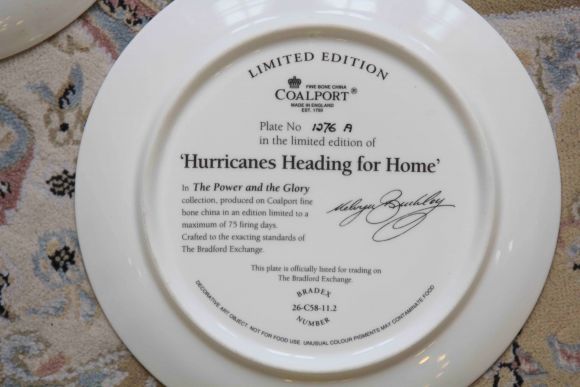 LIMITED EDITION
FINE BONE CHINA
COALPORT®
MADE IN ENGLAND
EST. 1750
Plate No 1276 A
in the limited edition of
'Hurricanes Heading for Home'
In The Power and the Glory
collection, produced on Coalport fine
bone china in an edition limited to a
maximum of 75 firing days.
Crafted to the exacting standards of
The Bradford Exchange.
Melvyn Buckley
This plate is officially listed for trading on
The Bradford Exchange.
BRADEX
26-C58-11.2
NUMBER
DECORATIVE ART OBJECT. NOT FOR FOOD USE. UNUSUAL COLOUR PIGMENTS MAY CONTAMINATE FOOD